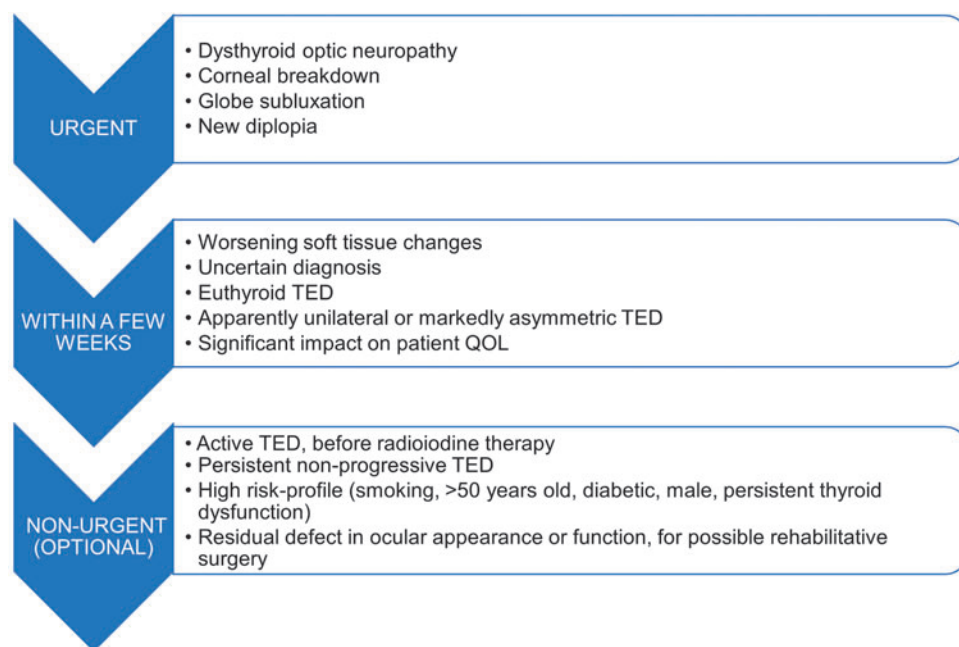 URGENT
• Dysthyroid optic neuropathy
• Corneal breakdown
• Globe subluxation
• New diplopia
WITHIN A FEW
WEEKS
• Worsening soft tissue changes
• Uncertain diagnosis
• Euthyroid TED
• Apparently unilateral or markedly asymmetric TED
• Significant impact on patient QOL
NON-URGENT
(OPTIONAL)
• Active TED, before radioiodine therapy
• Persistent non-progressive TED
• High risk-profile (smoking, >50 years old, diabetic, male, persistent thyroid
dysfunction)
• Residual defect in ocular appearance or function, for possible rehabilitative
surgery